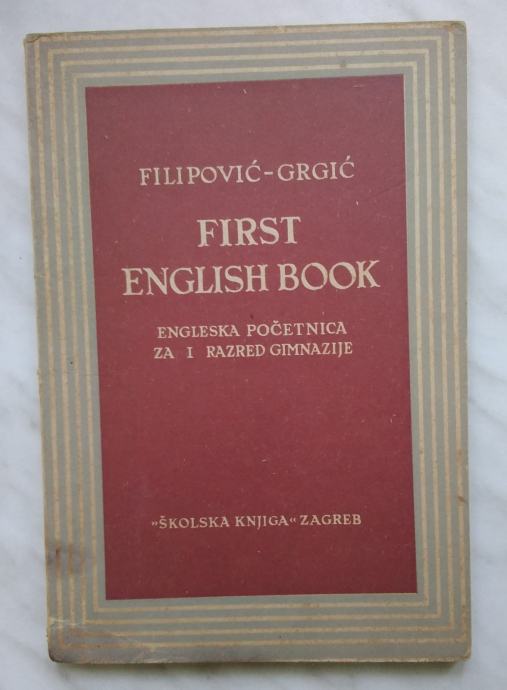 FILIPOVIĆ-GRGIĆ
FIRST
ENGLISH BOOK
ENGLESKA POČETNICA
ZA I RAZRED GIMNAZIJE
»ŠKOLSKA KNJIGA« ZAGREB